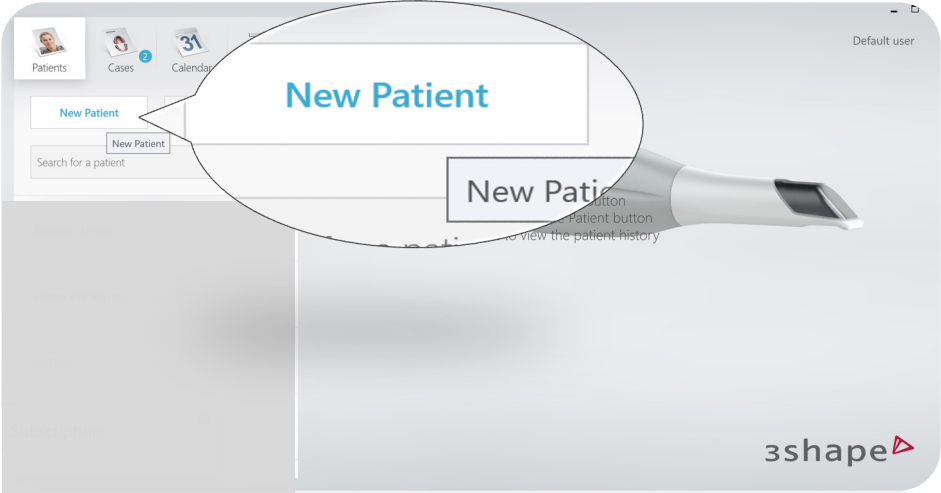 Default user
Patients
Cases
2
31
Calendar
New Patient
New Patient
New Patient
Search for a patient
New Patie
button
Patient button
to view the patient history
3shape